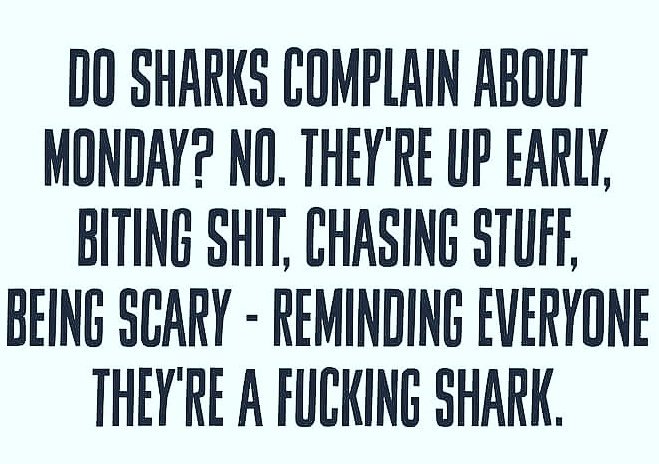 DO SHARKS COMPLAIN ABOUT
MONDAY? NO. THEY'RE UP EARLY,
BITING SHIT, CHASING STUFF,
BEING SCARY - REMINDING EVERYONE
THEY'RE A FUCKING SHARK.